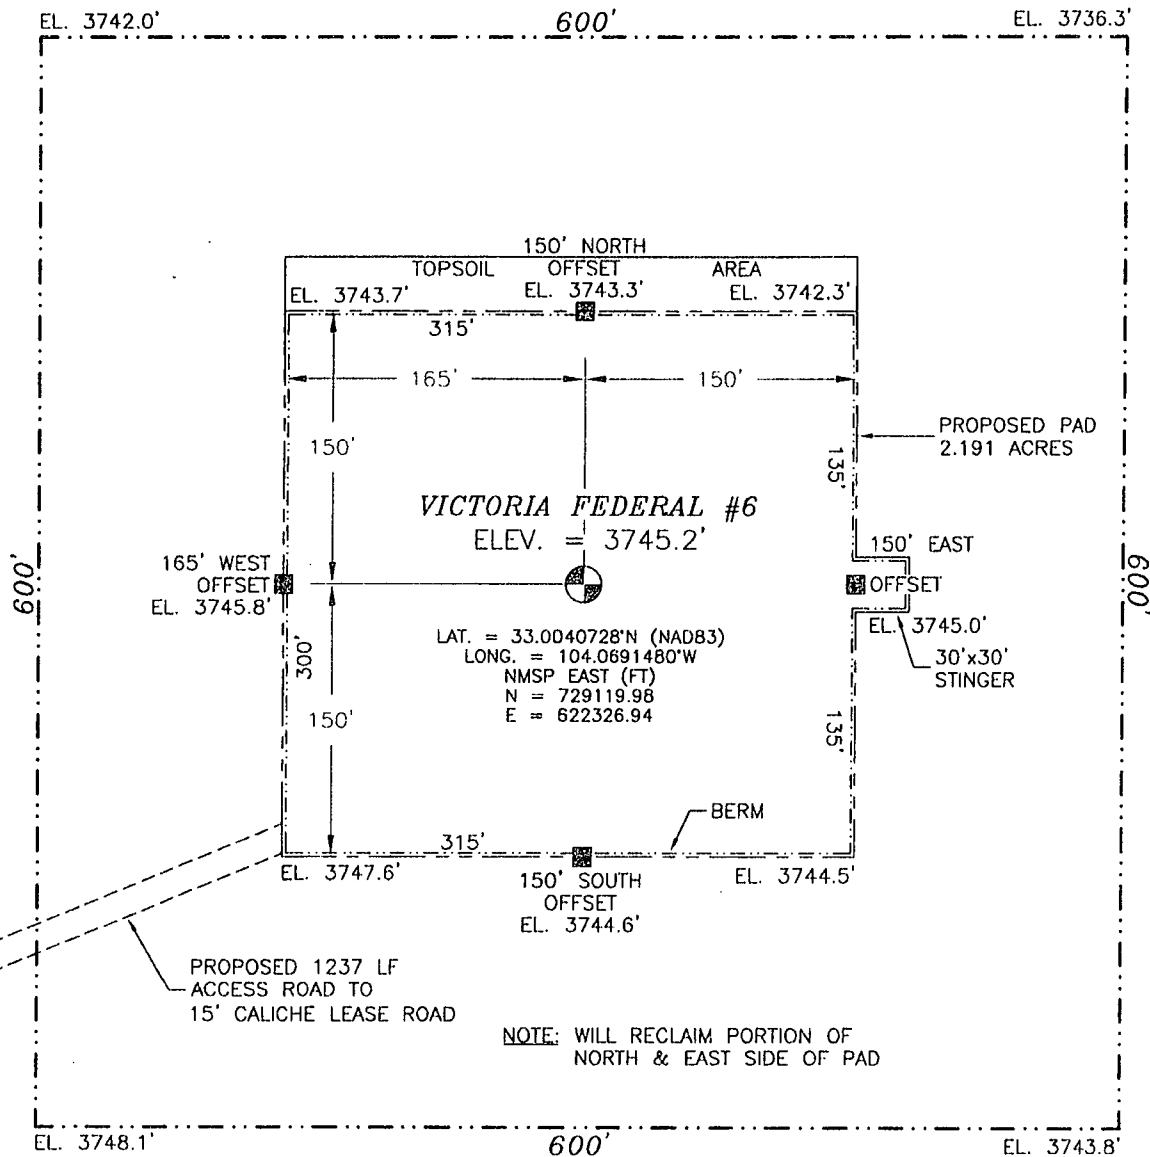 EL. 3742.0'
600'
EL. 3736.3'
150' NORTH
TOPSOIL OFFSET AREA
EL. 3743.7'
EL. 3743.3'
EL. 3742.3'
315'
165'
150'
150'
PROPOSED PAD
2.191 ACRES
135'
VICTORIA FEDERAL #6
ELEV. = 3745.2'
150' EAST
OFFSET
EL. 3745.0'
165' WEST
OFFSET
EL. 3745.8'
600'
600'
30'x30'
STINGER
LAT. = 33.0040728°N (NAD83)
LONG. = 104.0691480°W
NMSP EAST (FT)
N = 729119.98
E = 622326.94
300'
150'
135'
BERM
315'
EL. 3747.6'
150' SOUTH
OFFSET
EL. 3744.6'
EL. 3744.5'
PROPOSED 1237 LF
ACCESS ROAD TO
15' CALICHE LEASE ROAD
NOTE: WILL RECLAIM PORTION OF
NORTH & EAST SIDE OF PAD
EL. 3748.1'
600'
EL. 3743.8'